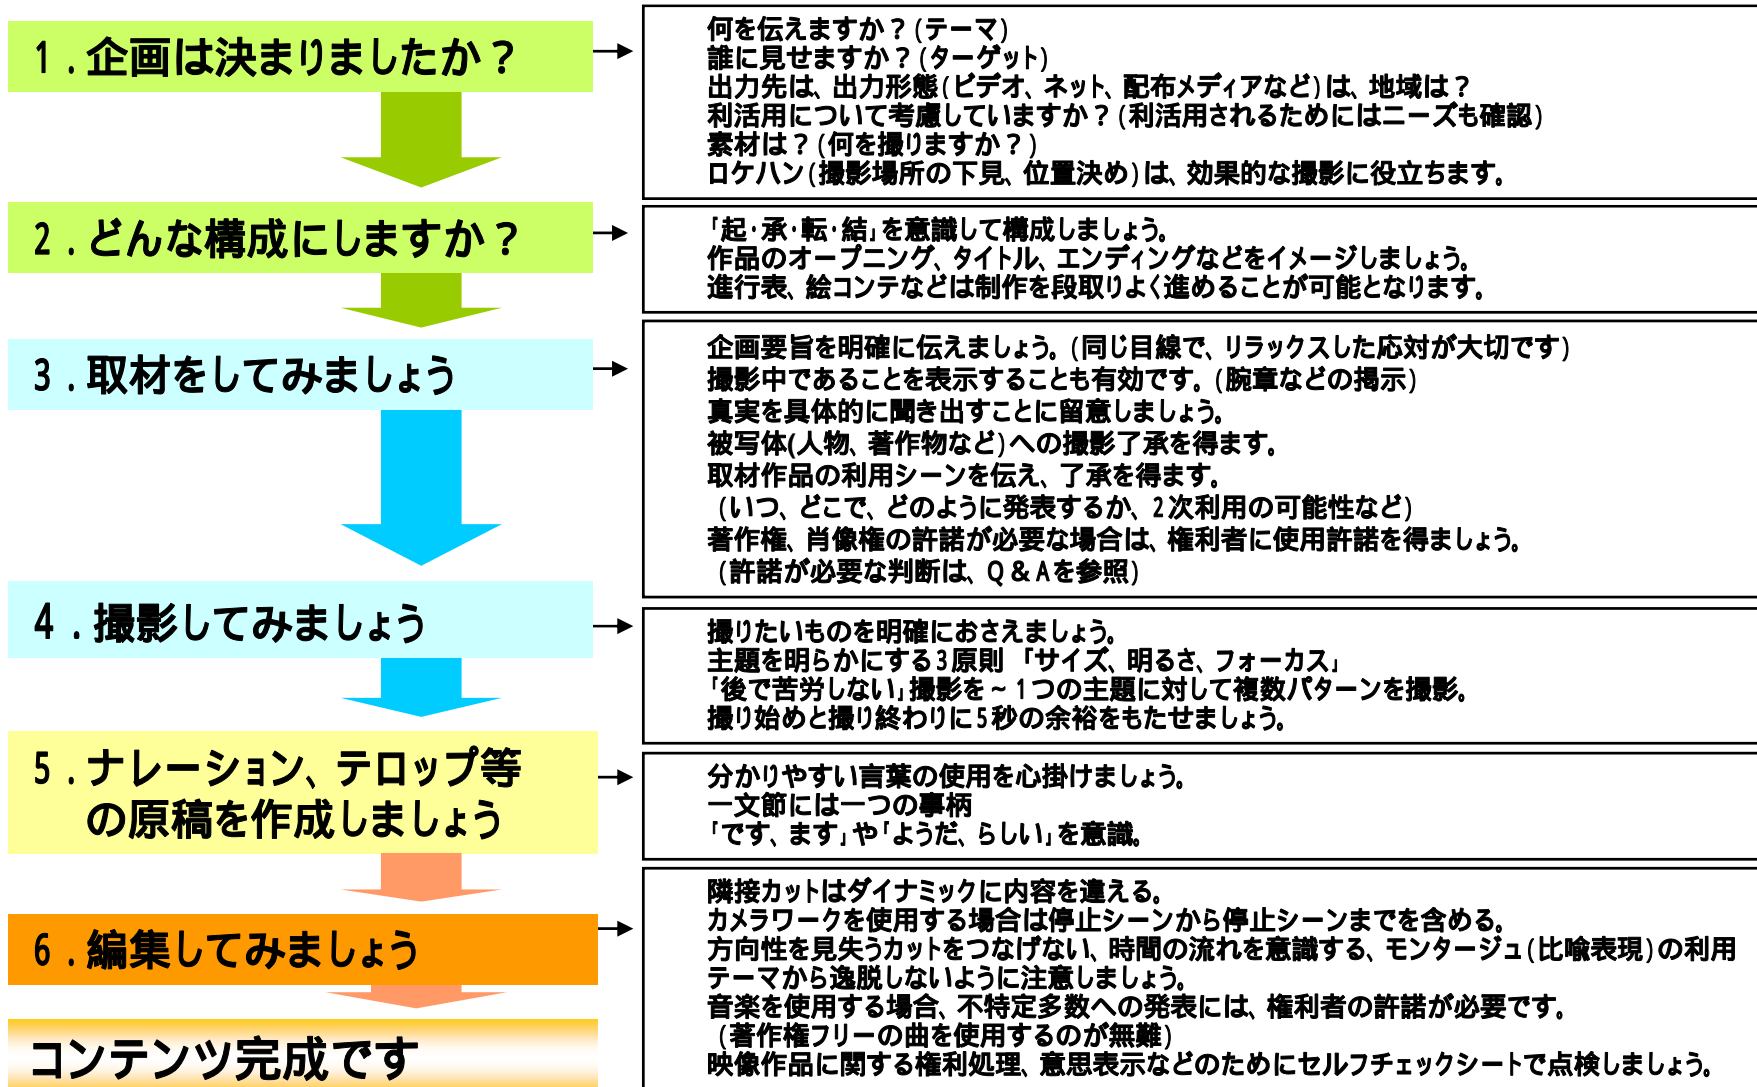 1．企画は決まりましたか？
何を伝えますか？(テーマ)
誰に見せますか？(ターゲット)
出力先は、出力形態(ビデオ、ネット、配布メディアなど)は、地域は？
利活用について考慮していますか？(利活用されるためにはニーズも確認)
素材は？(何を撮りますか？)
ロケハン(撮影場所の下見、位置決め)は、効果的な撮影に役立ちます。
2．どんな構成にしますか？
「起・承・転・結」を意識して構成しましょう。
作品のオープニング、タイトル、エンディングなどをイメージしましょう。
進行表、絵コンテなどは制作を段取りよく進めることが可能となります。
3．取材をしてみましょう
企画要旨を明確に伝えましょう。(同じ目線で、リラックスした応対が大切です)
撮影中であることを表示することも有効です。(腕章などの掲示)
真実を具体的に聞き出すことに留意しましょう。
被写体(人物、著作物など)への撮影了承を得ます。
取材作品の利用シーンを伝え、了承を得ます。
(いつ、どこで、どのように発表するか、2次利用の可能性など)
著作権、肖像権の許諾が必要な場合は、権利者に使用許諾を得ましょう。
(許諾が必要な判断は、Q&Aを参照)
4．撮影してみましょう
撮りたいものを明確におさえましょう。
主題を明らかにする3原則 「サイズ、明るさ、フォーカス」
「後で苦労しない」撮影を～1つの主題に対して複数パターンを撮影。
撮り始めと撮り終わりに5秒の余裕をもたせましょう。
5．ナレーション、テロップ等
の原稿を作成しましょう
分かりやすい言葉の使用を心掛けましょう。
一文節には一つの事柄
「です、ます」や「ようだ、らしい」を意識。
6．編集してみましょう
隣接カットはダイナミックに内容を違える。
カメラワークを使用する場合は停止シーンから停止シーンまでを含める。
方向性を見失うカットをつなげない、時間の流れを意識する、モンタージュ(比喩表現)の利用
テーマから逸脱しないように注意しましょう。
音楽を使用する場合、不特定多数への発表には、権利者の許諾が必要です。
(著作権フリーの曲を使用するのが無難)
映像作品に関する権利処理、意思表示などのためにセルフチェックシートで点検しましょう。
コンテンツ完成です